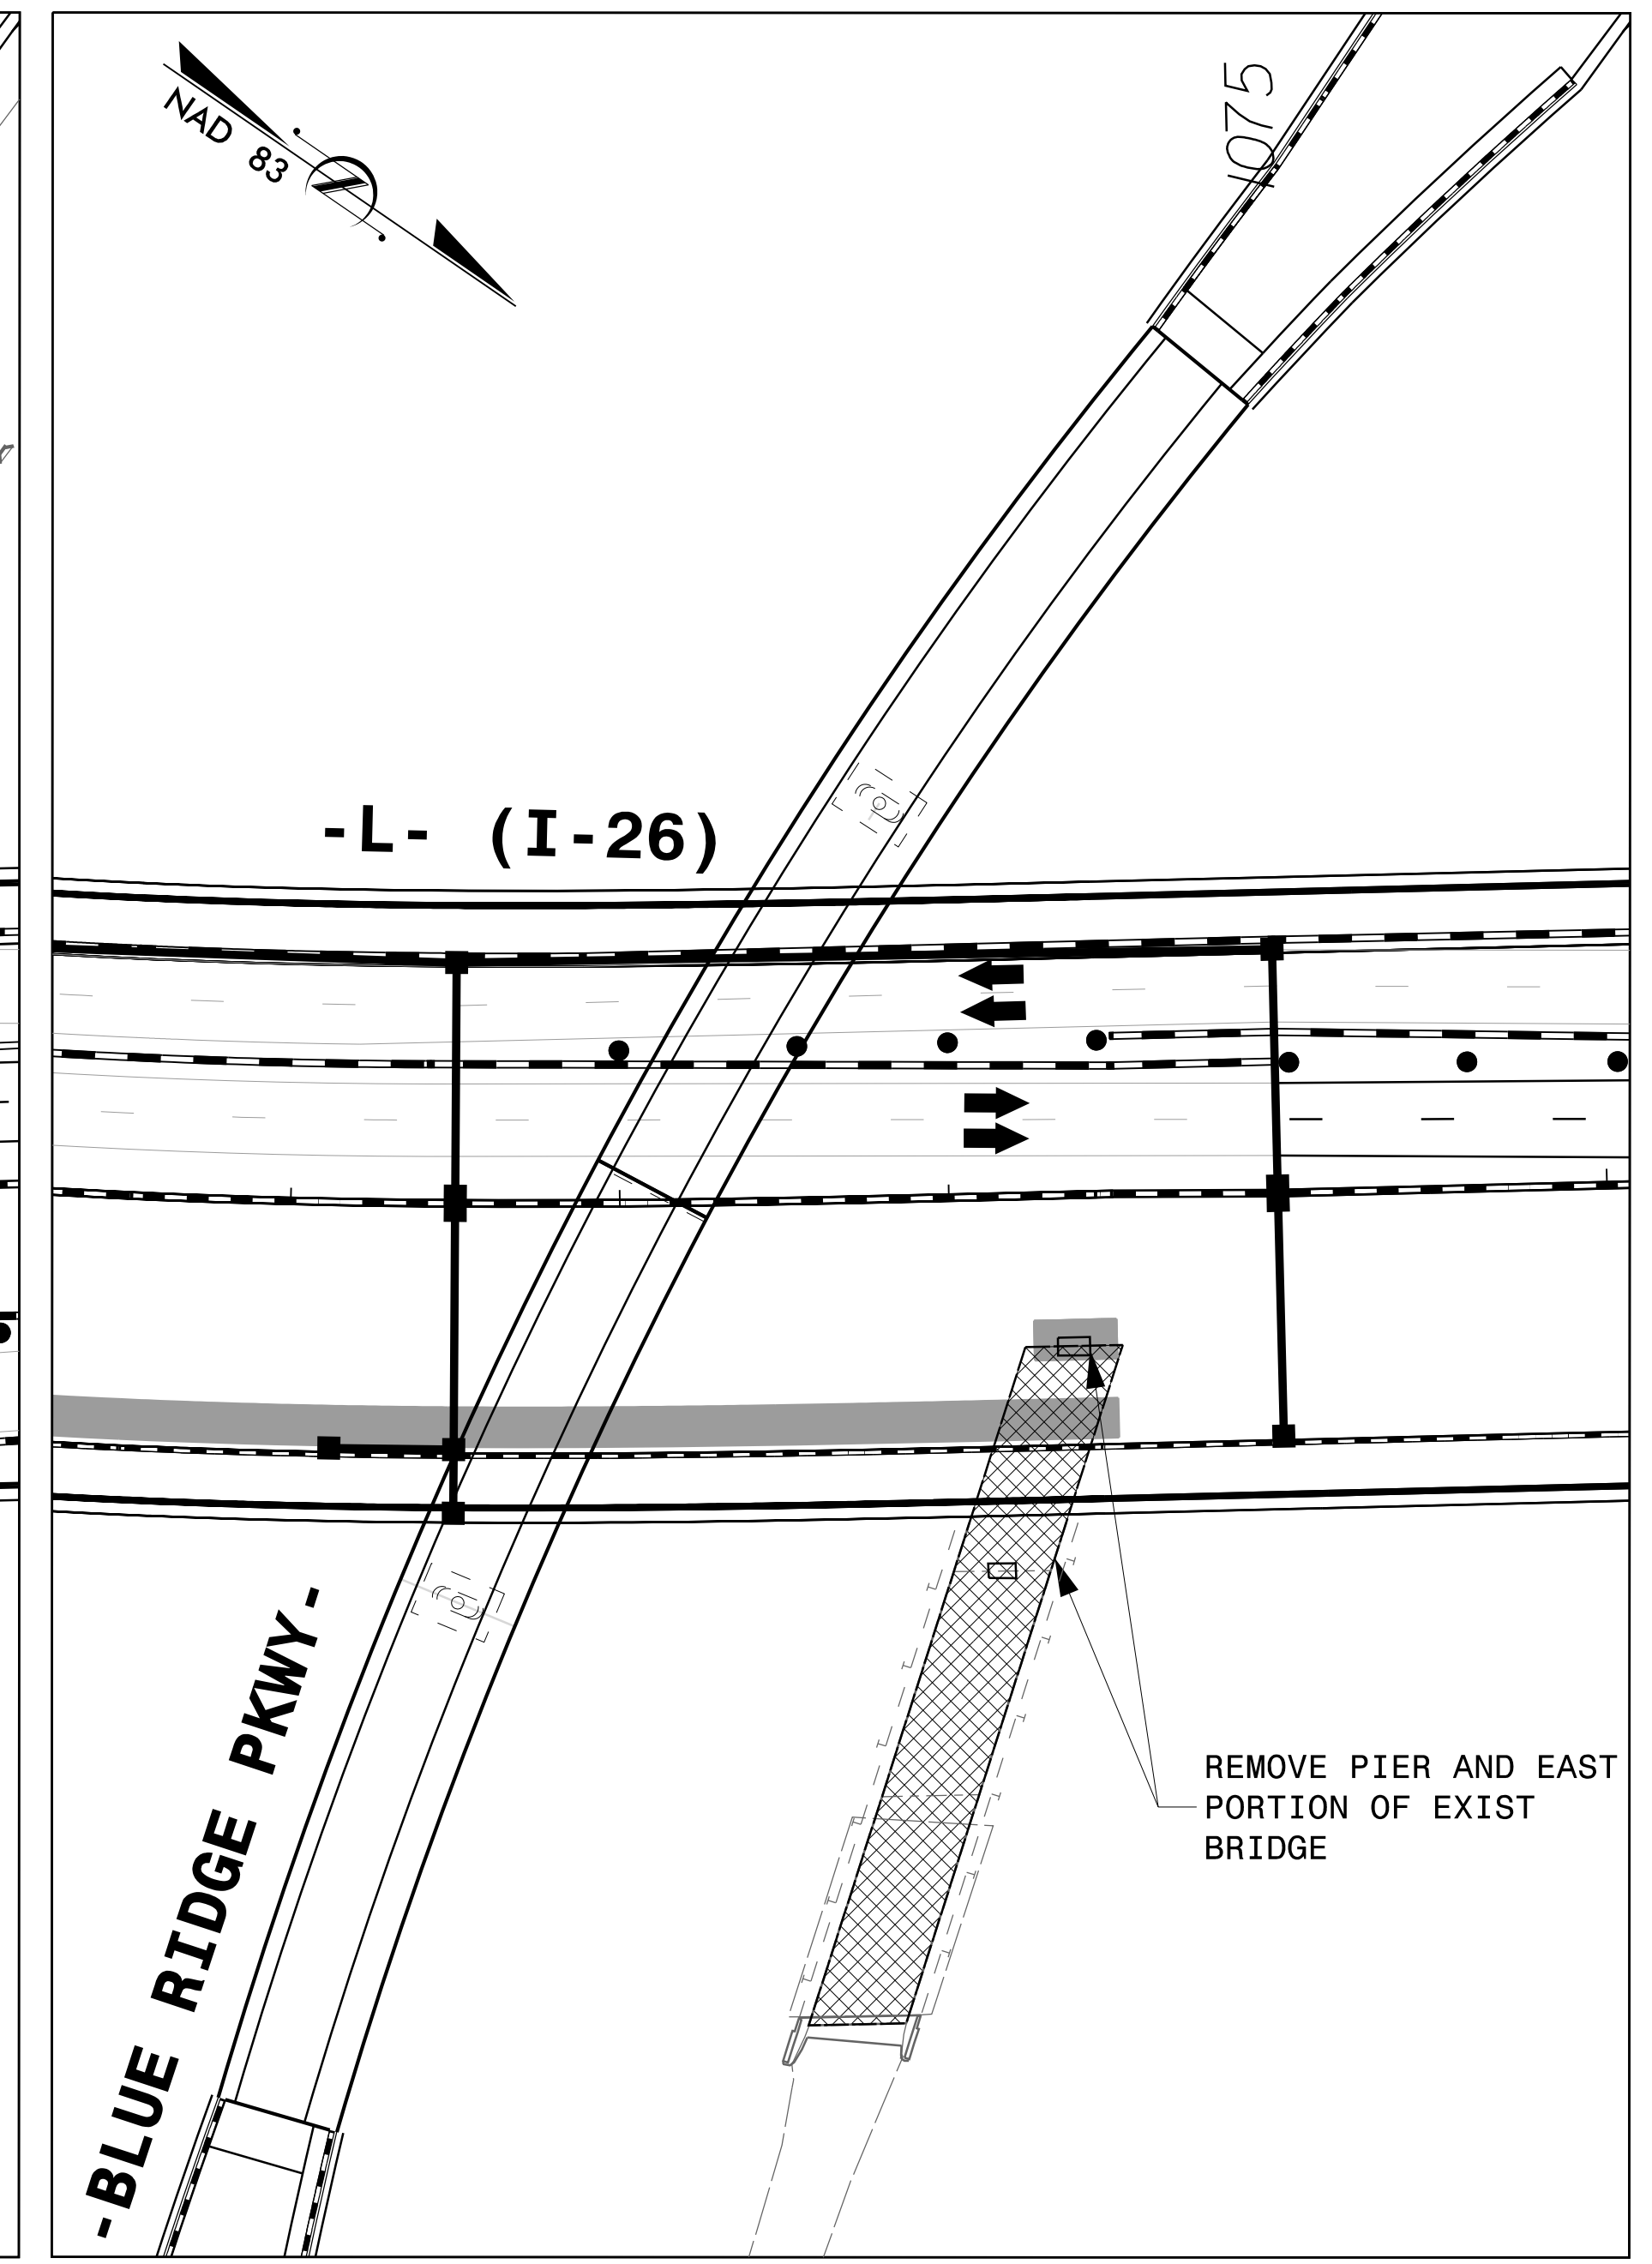 NAD 83
N
1075
-L- (I-26)
-BLUE RIDGE PKWY-
REMOVE PIER AND EAST
PORTION OF EXIST
BRIDGE